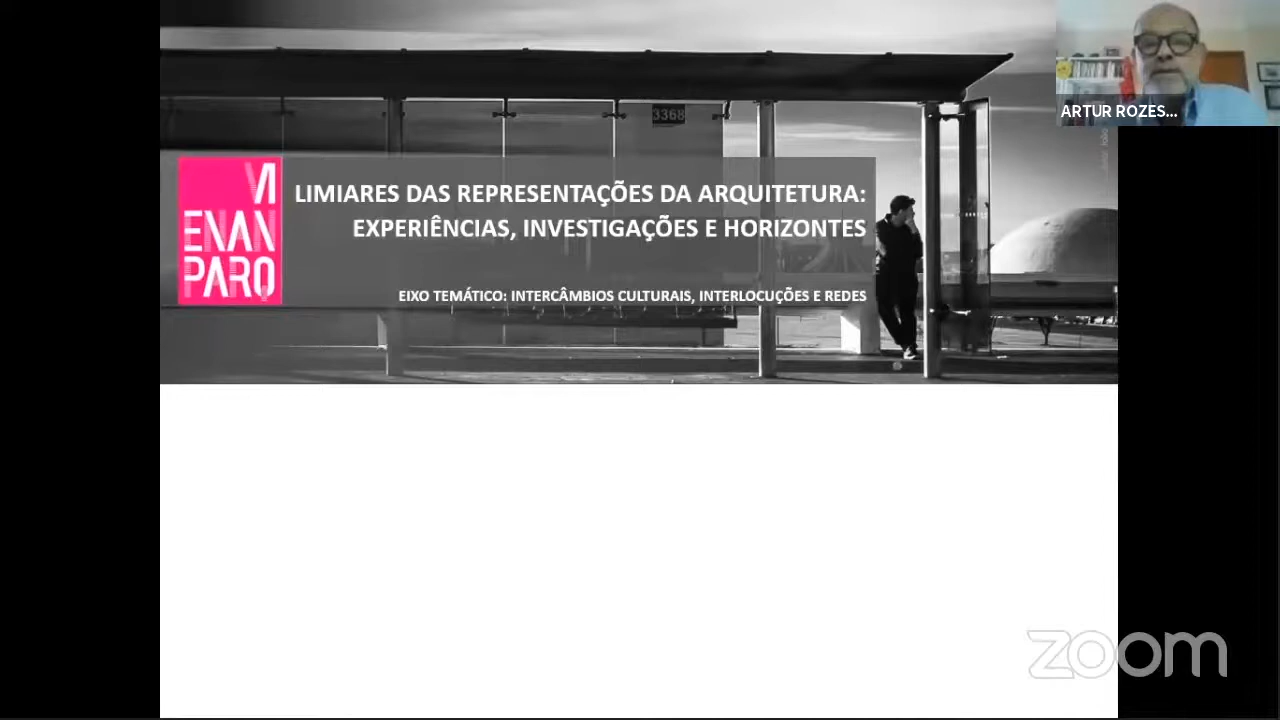 ARTUR ROZES...
3368
VI
ENAN
PARQ
LIMIARES DAS REPRESENTAÇÕES DA ARQUITETURA:
EXPERIÊNCIAS, INVESTIGAÇÕES E HORIZONTES
EIXO TEMÁTICO: INTERCÂMBIOS CULTURAIS, INTERLOCUÇÕES E REDES
zoom